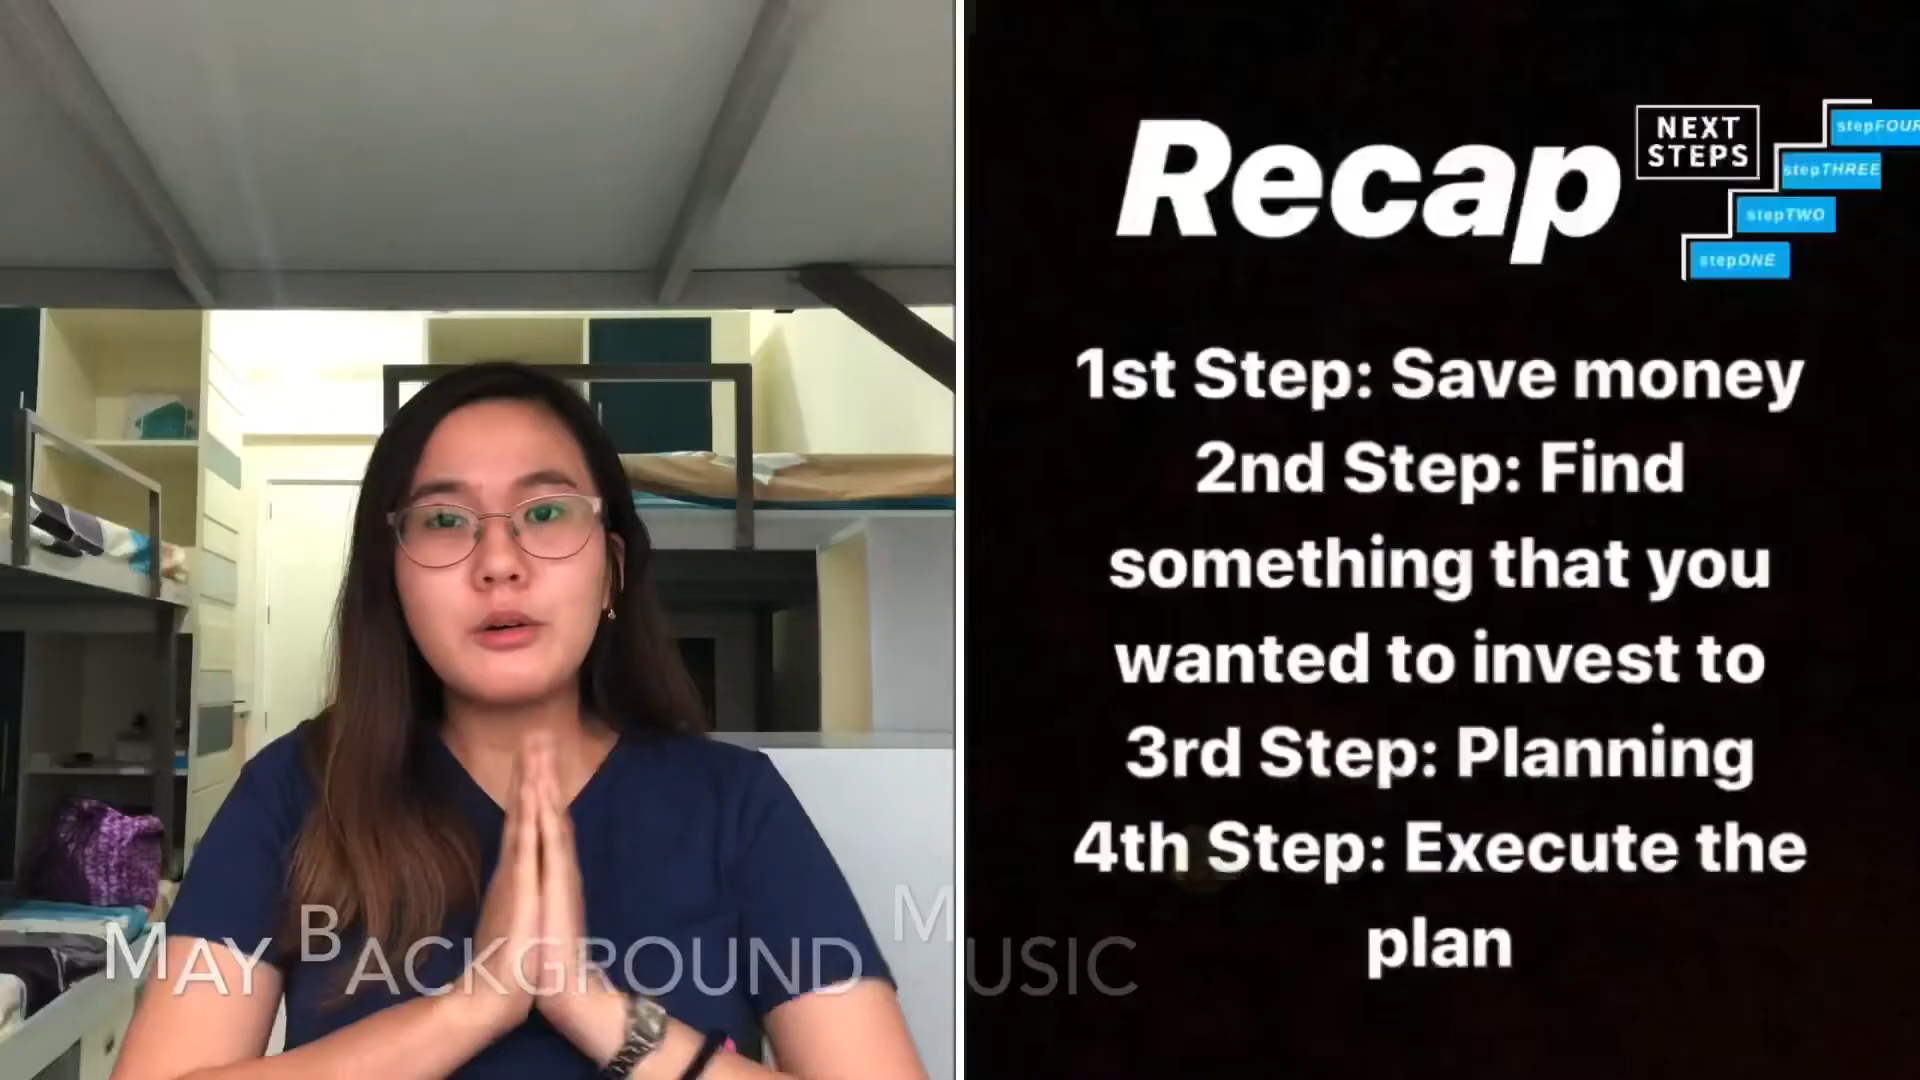 Recap
NEXT
STEPS
stepFOUR
stepTHREE
stepTWO
stepONE
1st Step: Save money
2nd Step: Find
something that you
wanted to invest to
3rd Step: Planning
4th Step: Execute the
plan
MAY BACKGROUND MUSIC